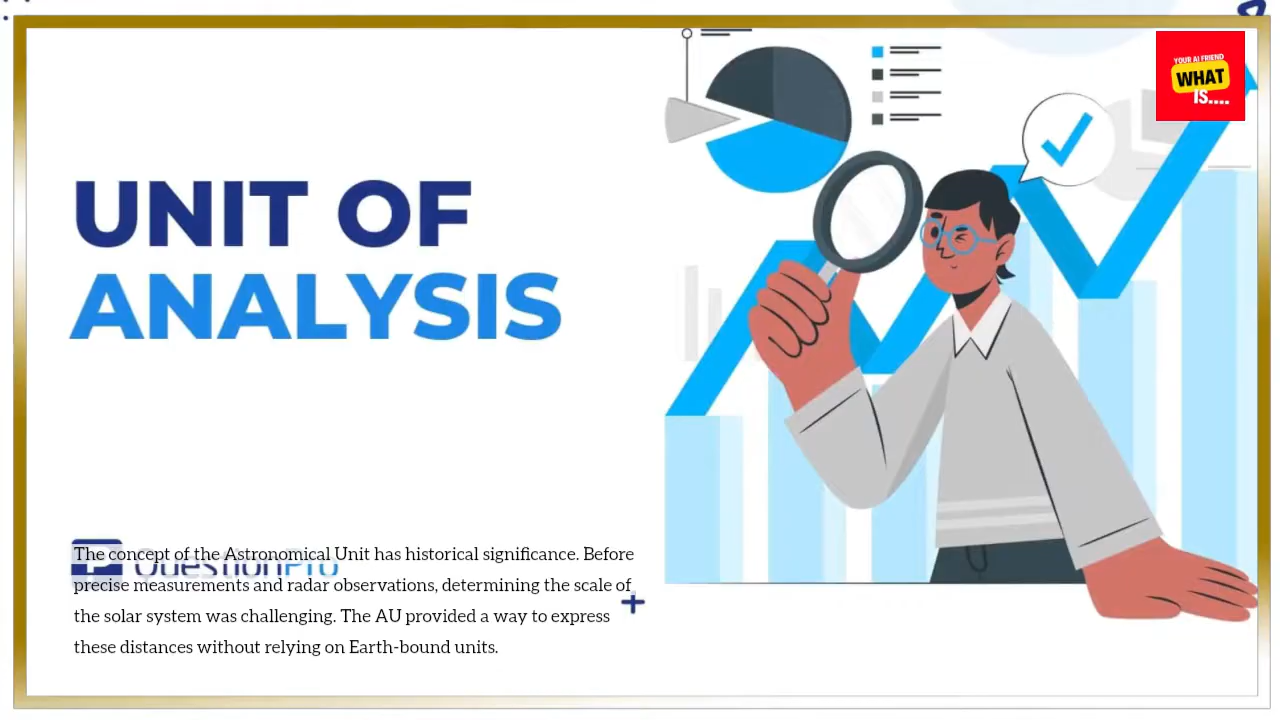 YOUR AI FRIEND
WHAT
IS....
UNIT OF
ANALYSIS
QuestionPro
The concept of the Astronomical Unit has historical significance. Before
precise measurements and radar observations, determining the scale of
the solar system was challenging. The AU provided a way to express
these distances without relying on Earth-bound units.